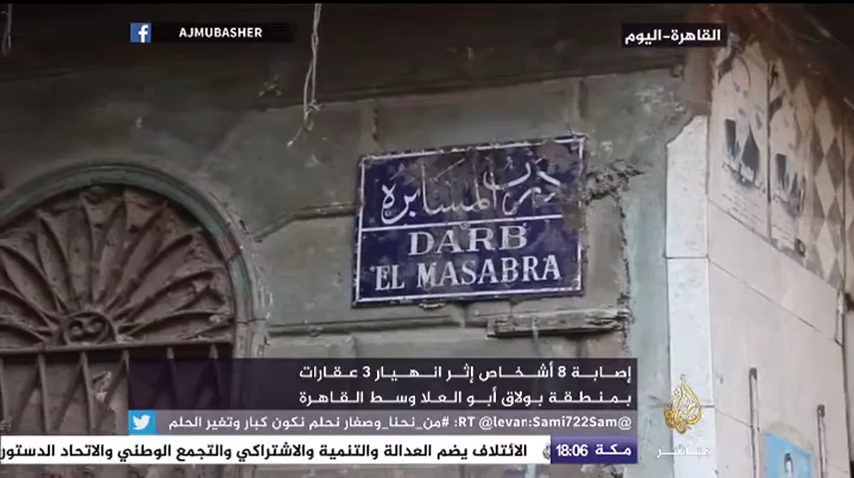 AJMUBASHER
القاهرة-اليوم
درب المسابره
DARB
EL MASABRA
إصابة 8 أشخاص إثر انهيار 3 عقارات
بمنطقة بولاق أبو العلا وسط القاهرة
@levan:Sami722Sam@ RT: #من_نحنا_وصغار نحلم نكون كبار وتغير الحلم
مباشر
مكة 18:06
الائتلاف يضم العدالة والتنمية والاشتراكي والتجمع الوطني والاتحاد الدستور